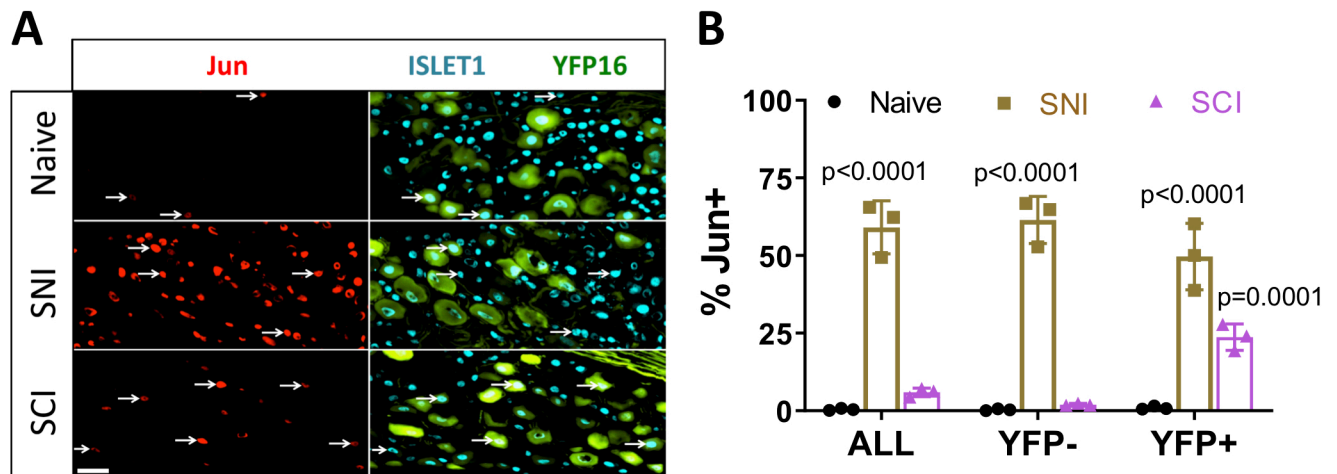 A
Jun
ISLET1
YFP16
Naive
SNI
SCI
B
Naive
SNI
SCI
% Jun+
100
75
50
25
0
p<0.0001
p<0.0001
p<0.0001
p=0.0001
ALL
YFP-
YFP+